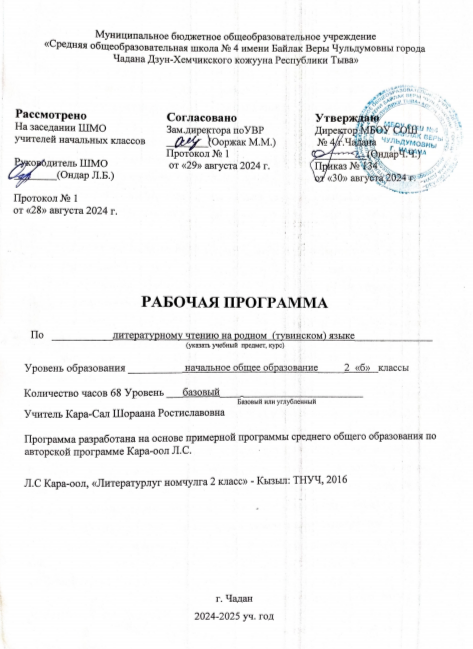 Муниципальное бюджетное общеобразовательное учреждение
«Средняя общеобразовательная школа № 4 имени Байлак Веры Чульдумовны города
Чадана Дзун-Хемчикского кожууна Республики Тыва»
Рассмотрено
На заседании ШМО
учителей начальных классов
Руководитель ШМО
(Ондар Л.Б.)
Протокол № 1
от «28» августа 2024 г.
Согласовано
Зам.директора поУВР
(Ооржак М.М.)
Протокол № 1
от «29» августа 2024 г.
Утверждаю
Директор МБОУ СОШ
№ 4 г.Чадана
(Ондар Ч.Ч.)
Приказ № 134
от «30» августа 2024 г.
РАБОЧАЯ ПРОГРАММА
По литературному чтению на родном (тувинском) языке
(указать учебный предмет, курс)
Уровень образования начальное общее образование 2 «б» классы
Количество часов 68 Уровень базовый
Базовый или углубленный
Учитель Кара-Сал Шораана Ростиславовна
Программа разработана на основе примерной программы среднего общего образования по
авторской программе Кара-оол Л.С.
Л.С Кара-оол, «Литературлуг номчулга 2 класс» - Кызыл: ТНУЧ, 2016
г. Чадан
2024-2025 уч. год